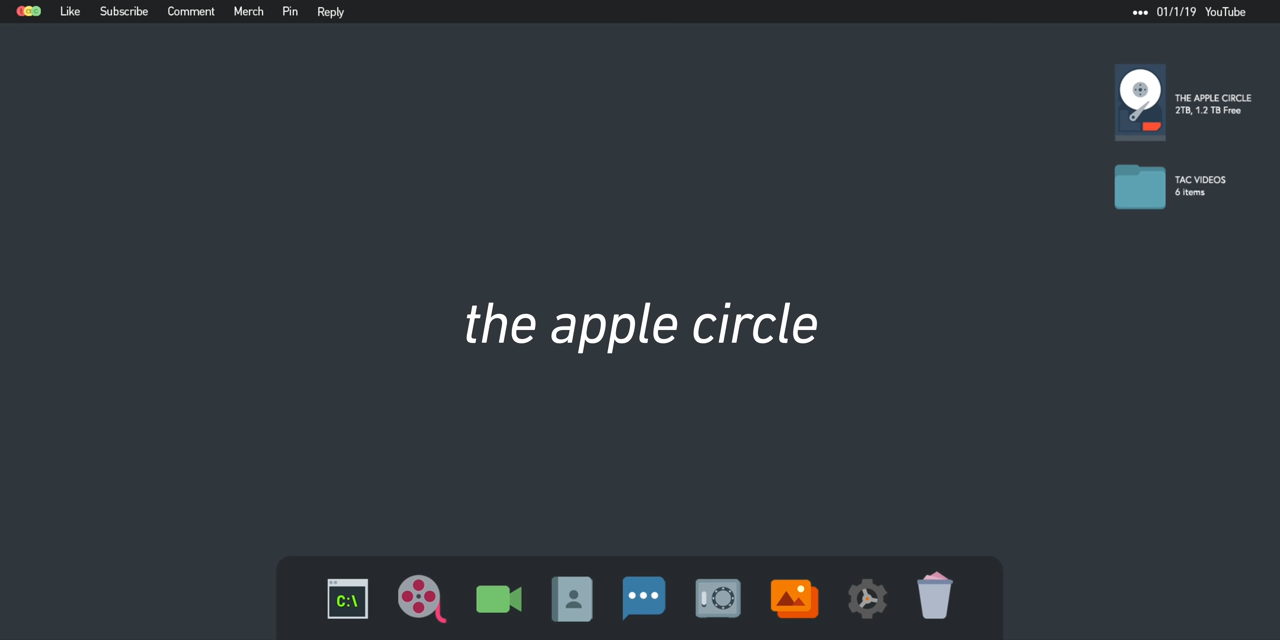 tac Like Subscribe Comment Merch Pin Reply ••• 01/1/19 YouTube
THE APPLE CIRCLE
2TB, 1.2 TB Free
TAC VIDEOS
6 items
the apple circle
C:\